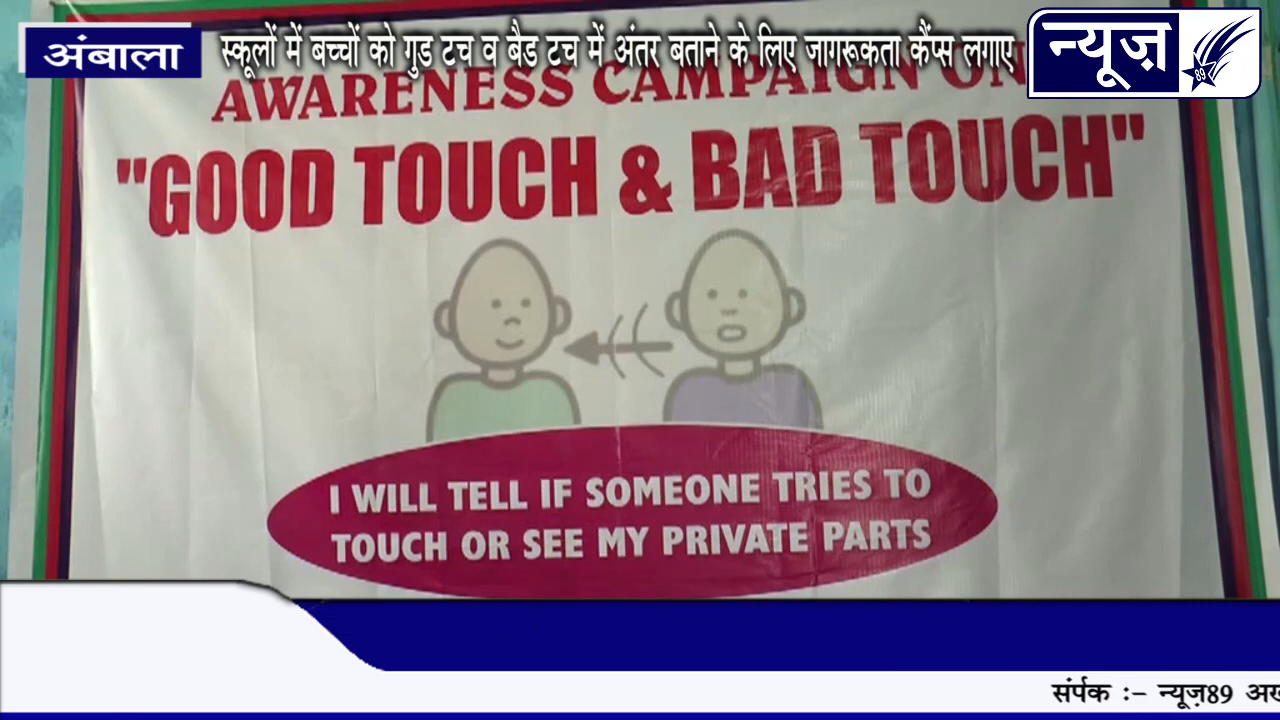 अंबाला
स्कूलों में बच्चों को गुड टच व बैड टच में अंतर बताने के लिए जागरूकता कैंप्स लगाए
न्यूज़
89
AWARENESS CAMPAIGN ON
"GOOD TOUCH & BAD TOUCH"
I WILL TELL IF SOMEONE TRIES TO
TOUCH OR SEE MY PRIVATE PARTS
संर्पक :- न्यूज़89